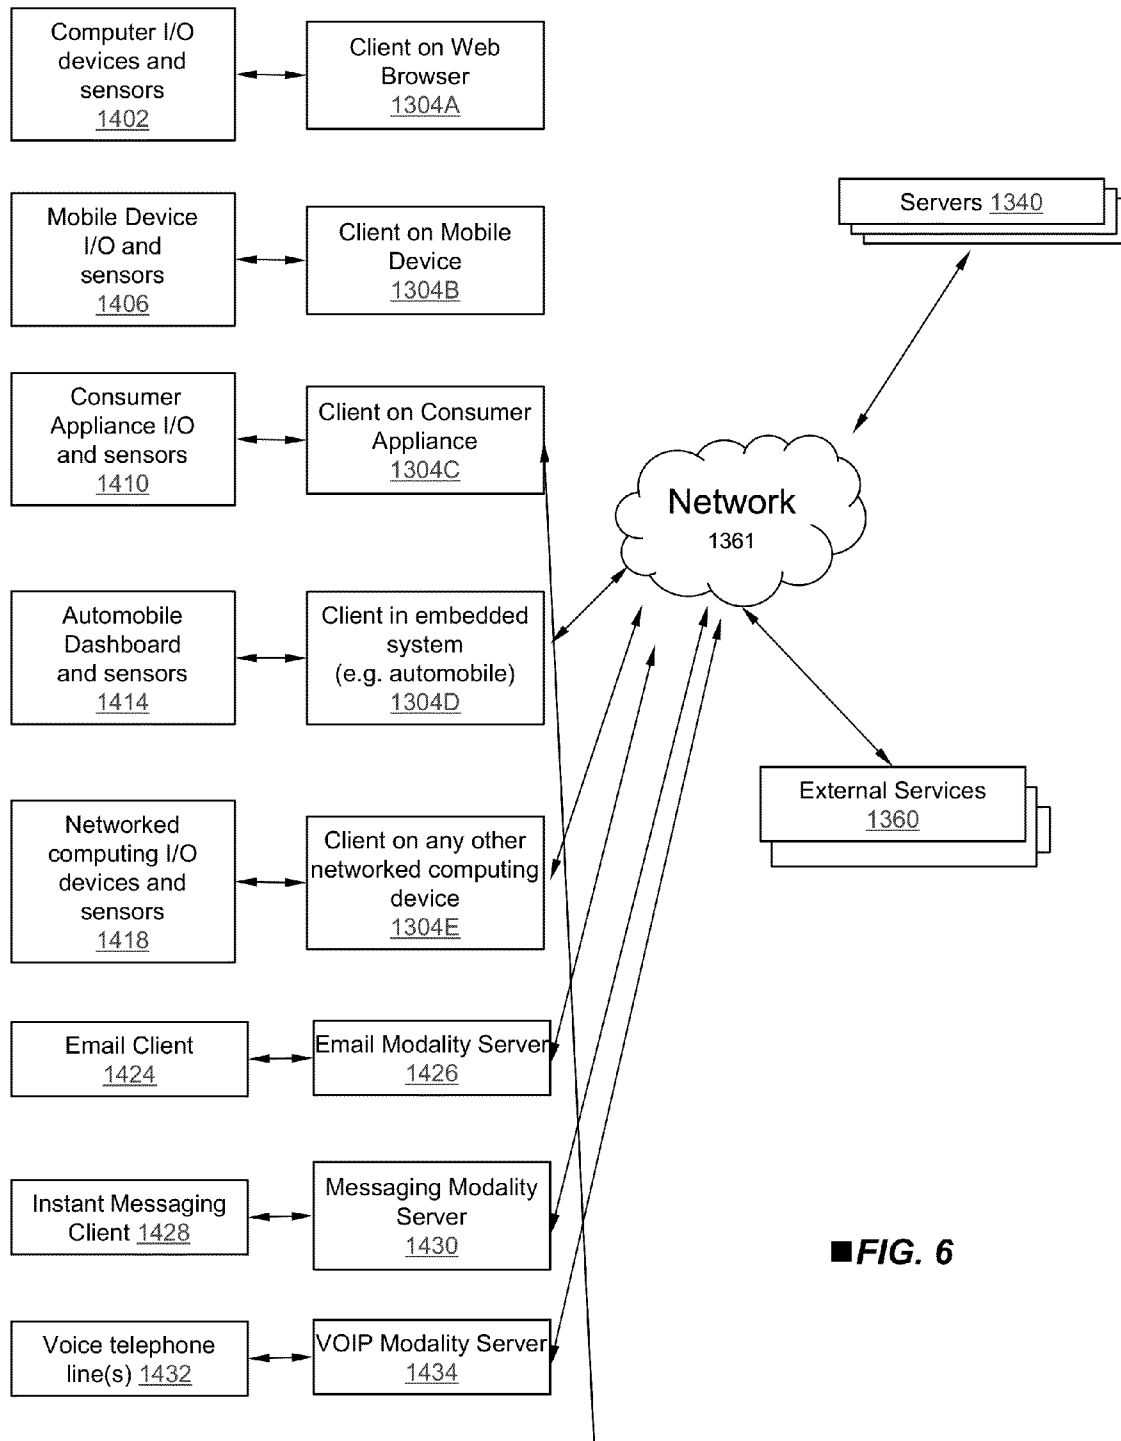 Computer I/O
devices and
sensors
1402
Client on Web
Browser
1304A
Mobile Device
I/O and
sensors
1406
Client on Mobile
Device
1304B
Servers 1340
Consumer
Appliance I/O
and sensors
1410
Client on Consumer
Appliance
1304C
Network
1361
Automobile
Dashboard
and sensors
1414
Client in embedded
system
(e.g. automobile)
1304D
External Services
1360
Networked
computing I/O
devices and
sensors
1418
Client on any other
networked computing
device
1304E
Email Client
1424
Email Modality Server
1426
Instant Messaging
Client 1428
Messaging Modality
Server
1430
■FIG. 6
Voice telephone
line(s) 1432
VOIP Modality Server
1434